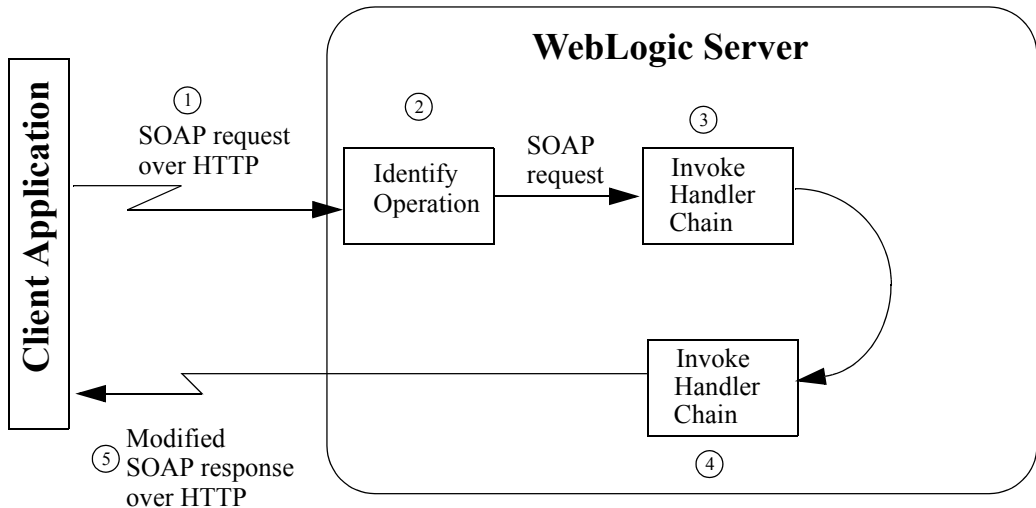 WebLogic Server
Client Application
1
SOAP request
over HTTP
2
Identify
Operation
SOAP
request
3
Invoke
Handler
Chain
Invoke
Handler
Chain
4
5
Modified
SOAP response
over HTTP